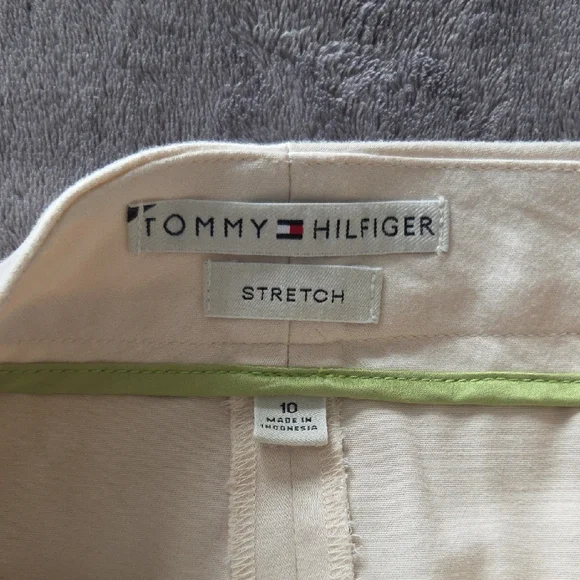 TOMMY HILFIGER
STRETCH
10
MADE IN
INDONESIA